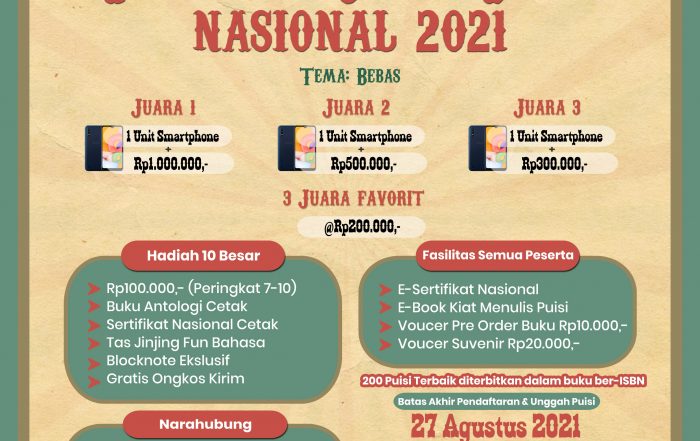 NASIONAL 2021
Tema: Bebas
Juara 1
1 Unit Smartphone
+
Rp1.000.000,-
Juara 2
1 Unit Smartphone
+
Rp500.000,-
Juara 3
1 Unit Smartphone
+
Rp300.000,-
3 Juara favorit
@Rp200.000,-
Hadiah 10 Besar
Rp100.000,- (Peringkat 7-10)
Buku Antologi Cetak
Sertifikat Nasional Cetak
Tas Jinjing Fun Bahasa
Blocknote Ekslusif
Gratis Ongkos Kirim
Fasilitas Semua Peserta
E-Sertifikat Nasional
E-Book Kiat Menulis Puisi
Voucer Pre Order Buku Rp10.000,-
Voucer Suvenir Rp20.000,-
200 Puisi Terbaik diterbitkan dalam buku ber-ISBN
Batas Akhir Pendaftaran & Unggah Puisi
27 Agustus 2021
Narahubung